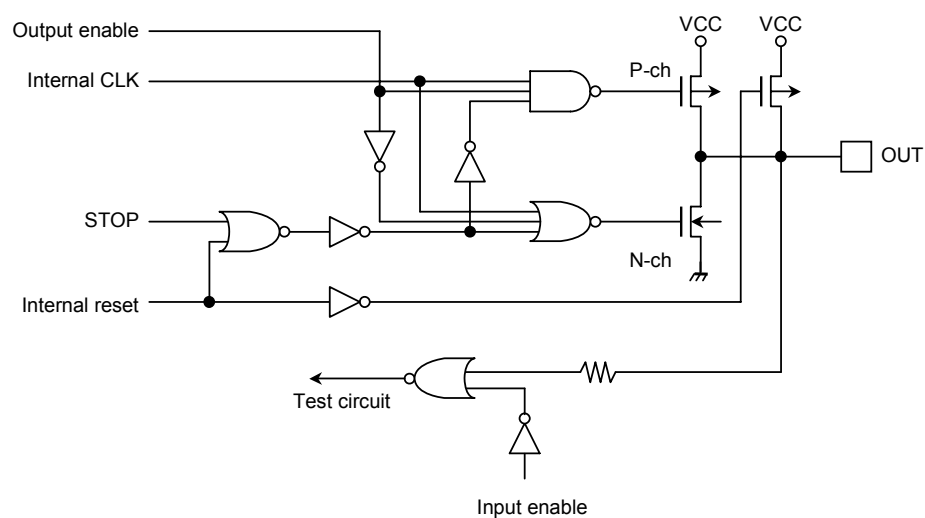 Output enable
VCC
VCC
Internal CLK
P-ch
OUT
STOP
N-ch
Internal reset
Test circuit
Input enable